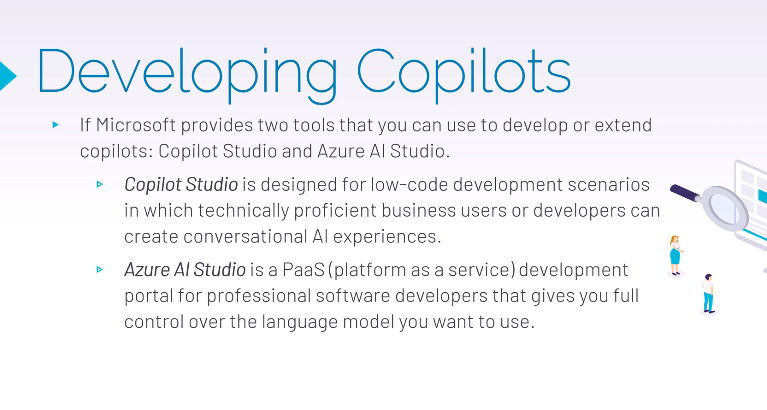 Developing Copilots
If Microsoft provides two tools that you can use to develop or extend
copilots: Copilot Studio and Azure AI Studio.
Copilot Studio is designed for low-code development scenarios
in which technically proficient business users or developers can
create conversational AI experiences.
Azure AI Studio is a PaaS (platform as a service) development
portal for professional software developers that gives you full
control over the language model you want to use.